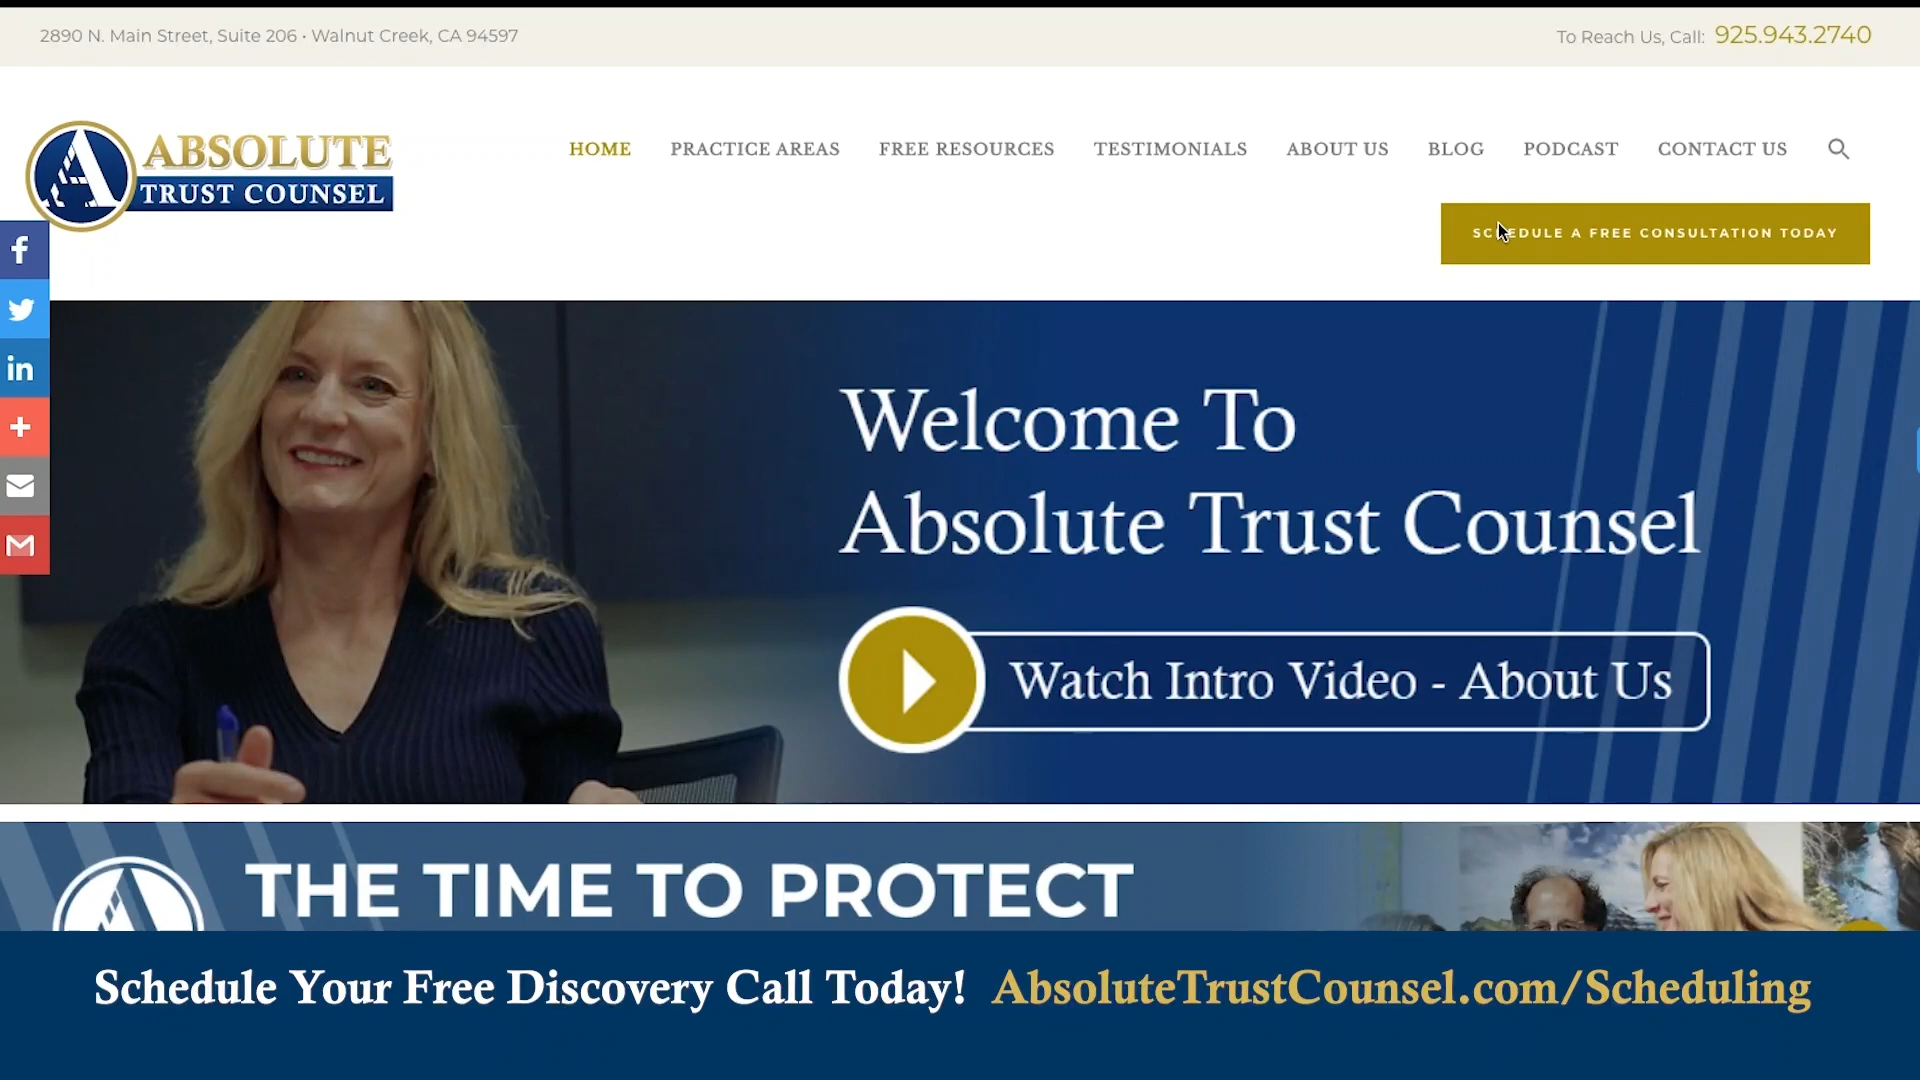 2890 N. Main Street, Suite 206 • Walnut Creek, CA 94597
To Reach Us, Call: 925.943.2740
ABSOLUTE
TRUST COUNSEL
HOME PRACTICE AREAS FREE RESOURCES TESTIMONIALS ABOUT US BLOG PODCAST CONTACT US
SCHEDULE A FREE CONSULTATION TODAY
Welcome To
Absolute Trust Counsel
Watch Intro Video - About Us
THE TIME TO PROTECT
Schedule Your Free Discovery Call Today! AbsoluteTrustCounsel.com/Scheduling